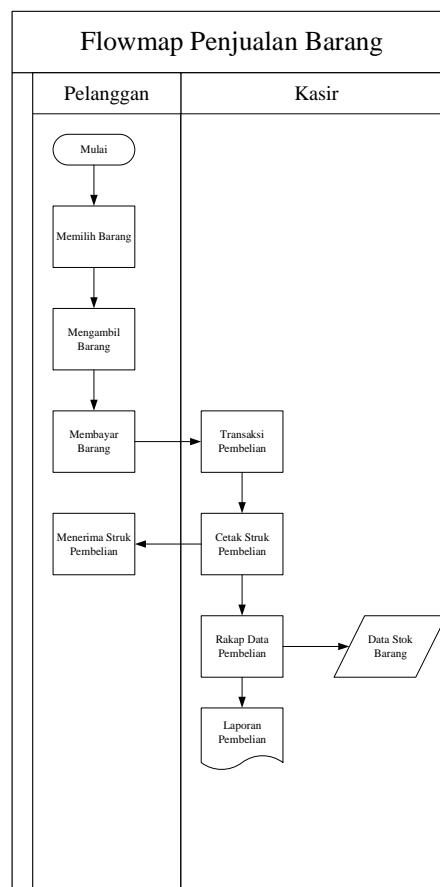 Flowmap Penjualan Barang
Pelanggan
Kasir
Mulai
Memilih Barang
Mengambil
Barang
Membayar
Barang
Transaksi
Pembelian
Menerima Struk
Pembelian
Cetak Struk
Pembelian
Rakap Data
Pembelian
Data Stok
Barang
Laporan
Pembelian